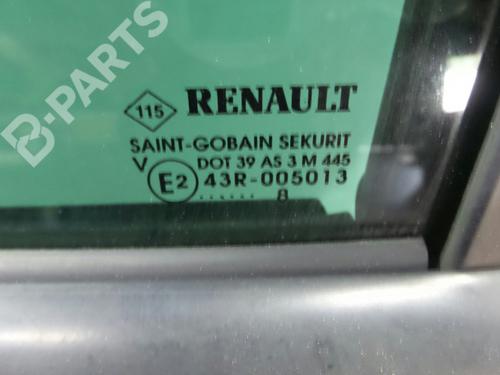 115 RENAULT
SAINT-GOBAIN SEKURIT
V DOT 39 AS 3 M 445
E2 43R-005013
...... 8
B-PARTS